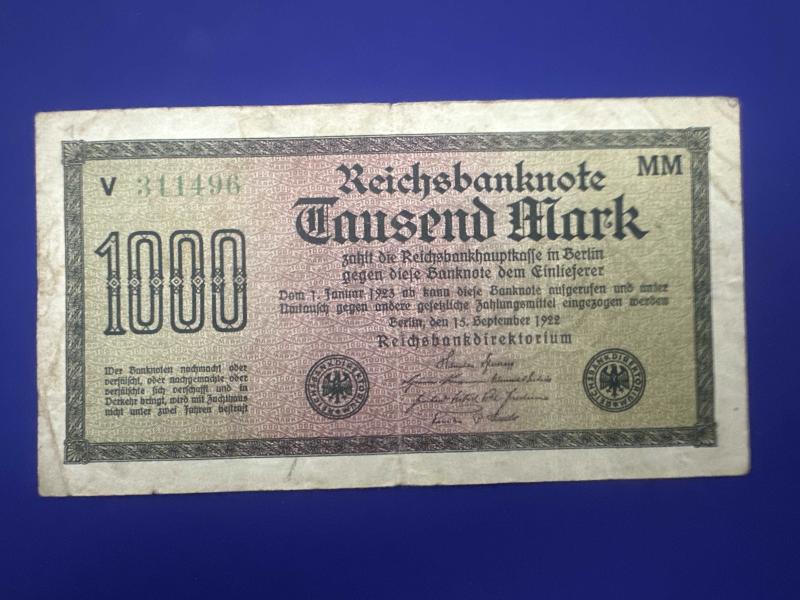 V 311496
MM
Reichsbanknote
Tausend Mark
1000
zahlt die Reichsbankhauptkasse in Berlin
gegen diese Banknote dem Einlieferer
Dom 1. Januar 1923 ab kann diese Banknote aufgerufen und unter
Umtausch gegen andere gesetzliche Zahlungsmittel eingezogen werden
Berlin, den 15. September 1922
Reichsbankdirektorium
Wer Banknoten nachmacht oder
verfälscht, oder nachgemachte oder
verfälschte sich verschafft und in
Verkehr bringt, wird mit Zuchthaus
nicht unter zwei Jahren bestraft
REICHSBANKDIREKTORIUM
REICHSBANKDIREKTORIUM